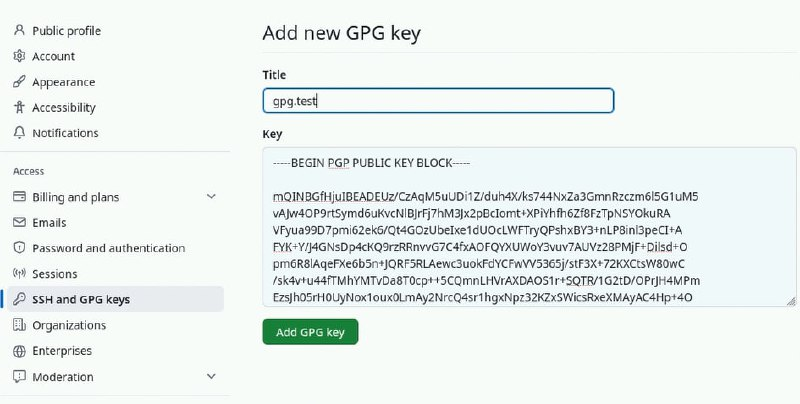 Public profile
Account
Appearance
Accessibility
Notifications
Access
Billing and plans
Emails
Password and authentication
Sessions
SSH and GPG keys
Organizations
Enterprises
Moderation
Add new GPG key
Title
gpg.test
Key
-----BEGIN PGP PUBLIC KEY BLOCK-----
mQINBGfHjuIBEADEUz/CzAqM5uUDi1Z/duh4X/ks744NxZa3GmnRzczm6l5G1uM5
vAJw4OP9rtSymd6uKvcNlBJrFj7hM3Jx2pBcIomt+XPiYhfh6Zf8FzTpNSYOkuRA
VFyua99D7pmi62ek6/Qt4GOzUbeIxe1dUOcLWFTryQPshxBY3+nLP8inl3peCI+A
FYK+Y/J4GNsDp4cKQ9rzRRnvvG7C4fxAOFQYXUWoY3vuv7AUVz28PMjF+Dilsd+O
pm6R8lAqeFXe6b5n+JQRF5RLAewc3uokFdYCFwVV5365j/stF3X+72KXCtsW80wC
/sk4v+u44fTMhYMTvDa8T0cp++5CQmnLHVrAXDAOS1r+SQTR/1G2tD/OPrJH4MPm
EzsJh05rH0UyNox1oux0LmAy2NrcQ4sr1hgxNpz32KZxSWicsRxeXMAyAC4Hp+4O
Add GPG key